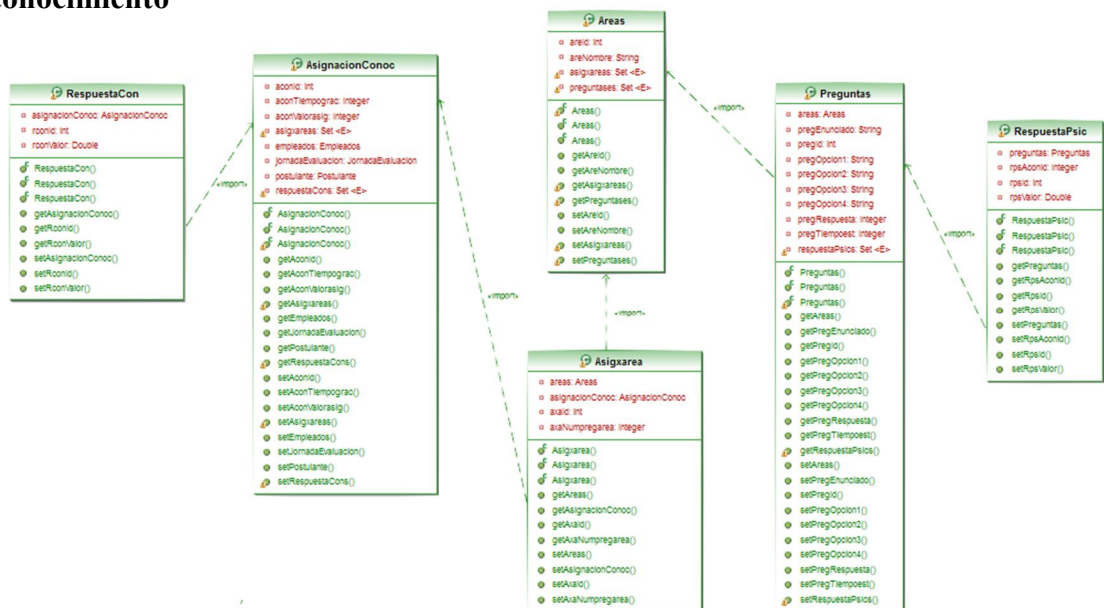 onocimiento
RespuestaCon
asignacionConoc: AsignacionConoc
rconId: int
rconValor: Double
RespuestaCon()
RespuestaCon()
RespuestaCon()
getAsignacionConoc()
getRconId()
getRconValor()
setAsignacionConoc()
setRconId()
setRconValor()
«import»
AsignacionConoc
aconId: int
aconTiempograc: Integer
aconValorasig: Integer
asigxareas: Set <E>
empleados: Empleados
jornadaEvaluacion: JornadaEvaluacion
postulante: Postulante
respuestaCons: Set <E>
AsignacionConoc()
AsignacionConoc()
AsignacionConoc()
getAconId()
getAconTiempograc()
getAconValorasig()
getAsigxareas()
getEmpleados()
getJornadaEvaluacion()
getPostulante()
getRespuestaCons()
setAconId()
setAconTiempograc()
setAconValorasig()
setAsigxareas()
setEmpleados()
setJornadaEvaluacion()
setPostulante()
setRespuestaCons()
«import»
Areas
areId: int
areNombre: String
asigxareas: Set <E>
preguntases: Set <E>
Areas()
Areas()
Areas()
getAreId()
getAreNombre()
getAsigxareas()
getPreguntases()
setAreId()
setAreNombre()
setAsigxareas()
setPreguntases()
«import»
Asigxarea
areas: Areas
asignacionConoc: AsignacionConoc
axaId: int
axaNumpregarea: Integer
Asigxarea()
Asigxarea()
Asigxarea()
getAreas()
getAsignacionConoc()
getAxaId()
getAxaNumpregarea()
setAreas()
setAsignacionConoc()
setAxaId()
setAxaNumpregarea()
«import»
Preguntas
areas: Areas
pregEnunciado: String
pregId: int
pregOpcion1: String
pregOpcion2: String
pregOpcion3: String
pregOpcion4: String
pregRespuesta: Integer
pregTiempoest: Integer
respuestaPsics: Set <E>
Preguntas()
Preguntas()
Preguntas()
getAreas()
getPregEnunciado()
getPregId()
getPregOpcion1()
getPregOpcion2()
getPregOpcion3()
getPregOpcion4()
getPregRespuesta()
getPregTiempoest()
getRespuestaPsics()
setAreas()
setPregEnunciado()
setPregId()
setPregOpcion1()
setPregOpcion2()
setPregOpcion3()
setPregOpcion4()
setPregRespuesta()
setPregTiempoest()
setRespuestaPsics()
«import»
RespuestaPsic
preguntas: Preguntas
rpsAconId: Integer
rpsId: int
rpsValor: Double
RespuestaPsic()
RespuestaPsic()
RespuestaPsic()
getPreguntas()
getRpsAconId()
getRpsId()
getRpsValor()
setPreguntas()
setRpsAconId()
setRpsId()
setRpsValor()